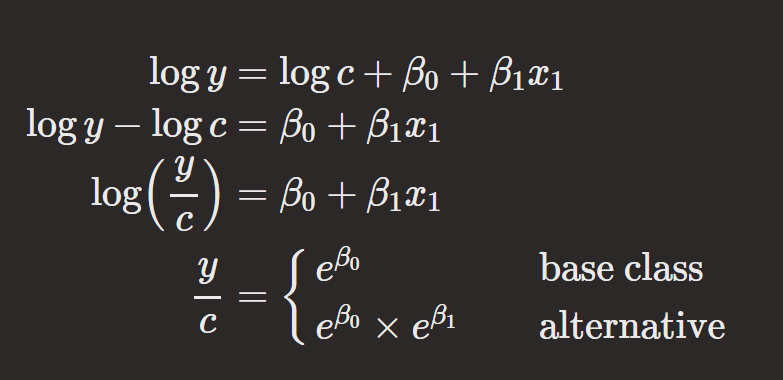 log y = log c + β₀ + β₁x₁
log y − log c = β₀ + β₁x₁
log(y/c) = β₀ + β₁x₁
y/c = { e^β₀ base class
e^β₀ × e^β₁ alternative